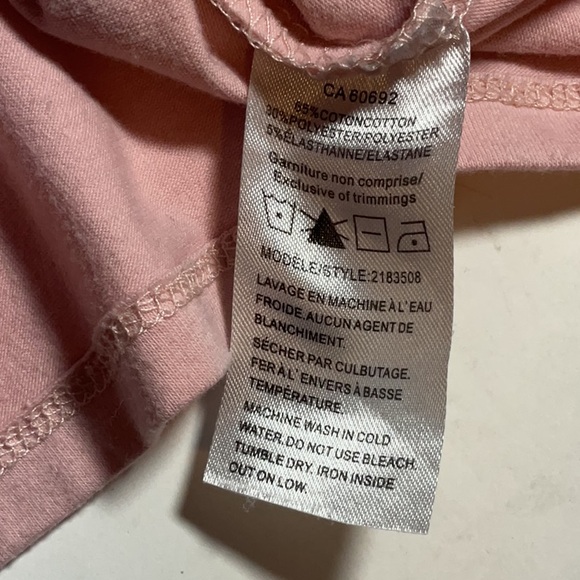 CA 60692
65%COTONCOTTON
30%POLYESTER/POLYESTER
5%ÉLASTHANNE/ELASTANE
Garniture non comprise/
Exclusive of trimmings
MODELE/STYLE:2183508
LAVAGE EN MACHINE À L'EAU
FROIDE. AUCUN AGENT DE
BLANCHIMENT.
SÉCHER PAR CULBUTAGE.
FER À L'ENVERS À BASSE
TEMPÉRATURE.
MACHINE WASH IN COLD
WATER. DO NOT USE BLEACH.
TUMBLE DRY. IRON INSIDE
OUT ON LOW.